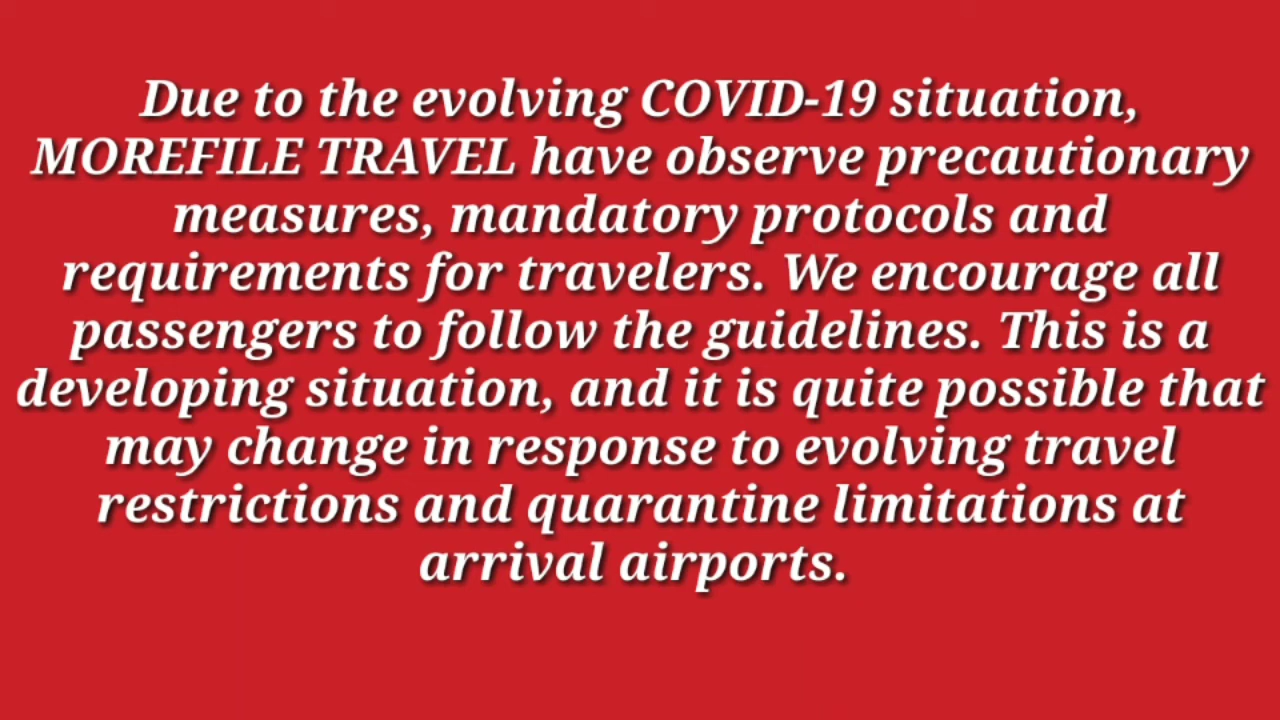 Due to the evolving COVID-19 situation,
MOREFILE TRAVEL have observe precautionary
measures, mandatory protocols and
requirements for travelers. We encourage all
passengers to follow the guidelines. This is a
developing situation, and it is quite possible that
may change in response to evolving travel
restrictions and quarantine limitations at
arrival airports.